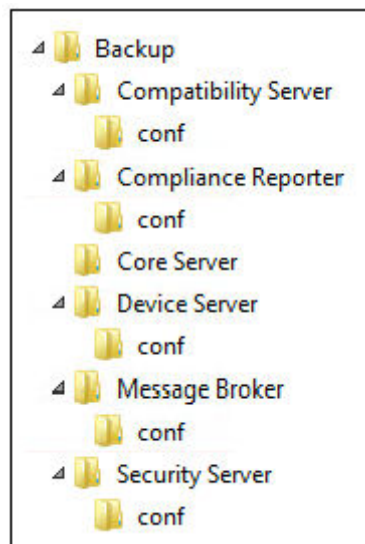 Backup
Compatibility Server
conf
Compliance Reporter
conf
Core Server
Device Server
conf
Message Broker
conf
Security Server
conf